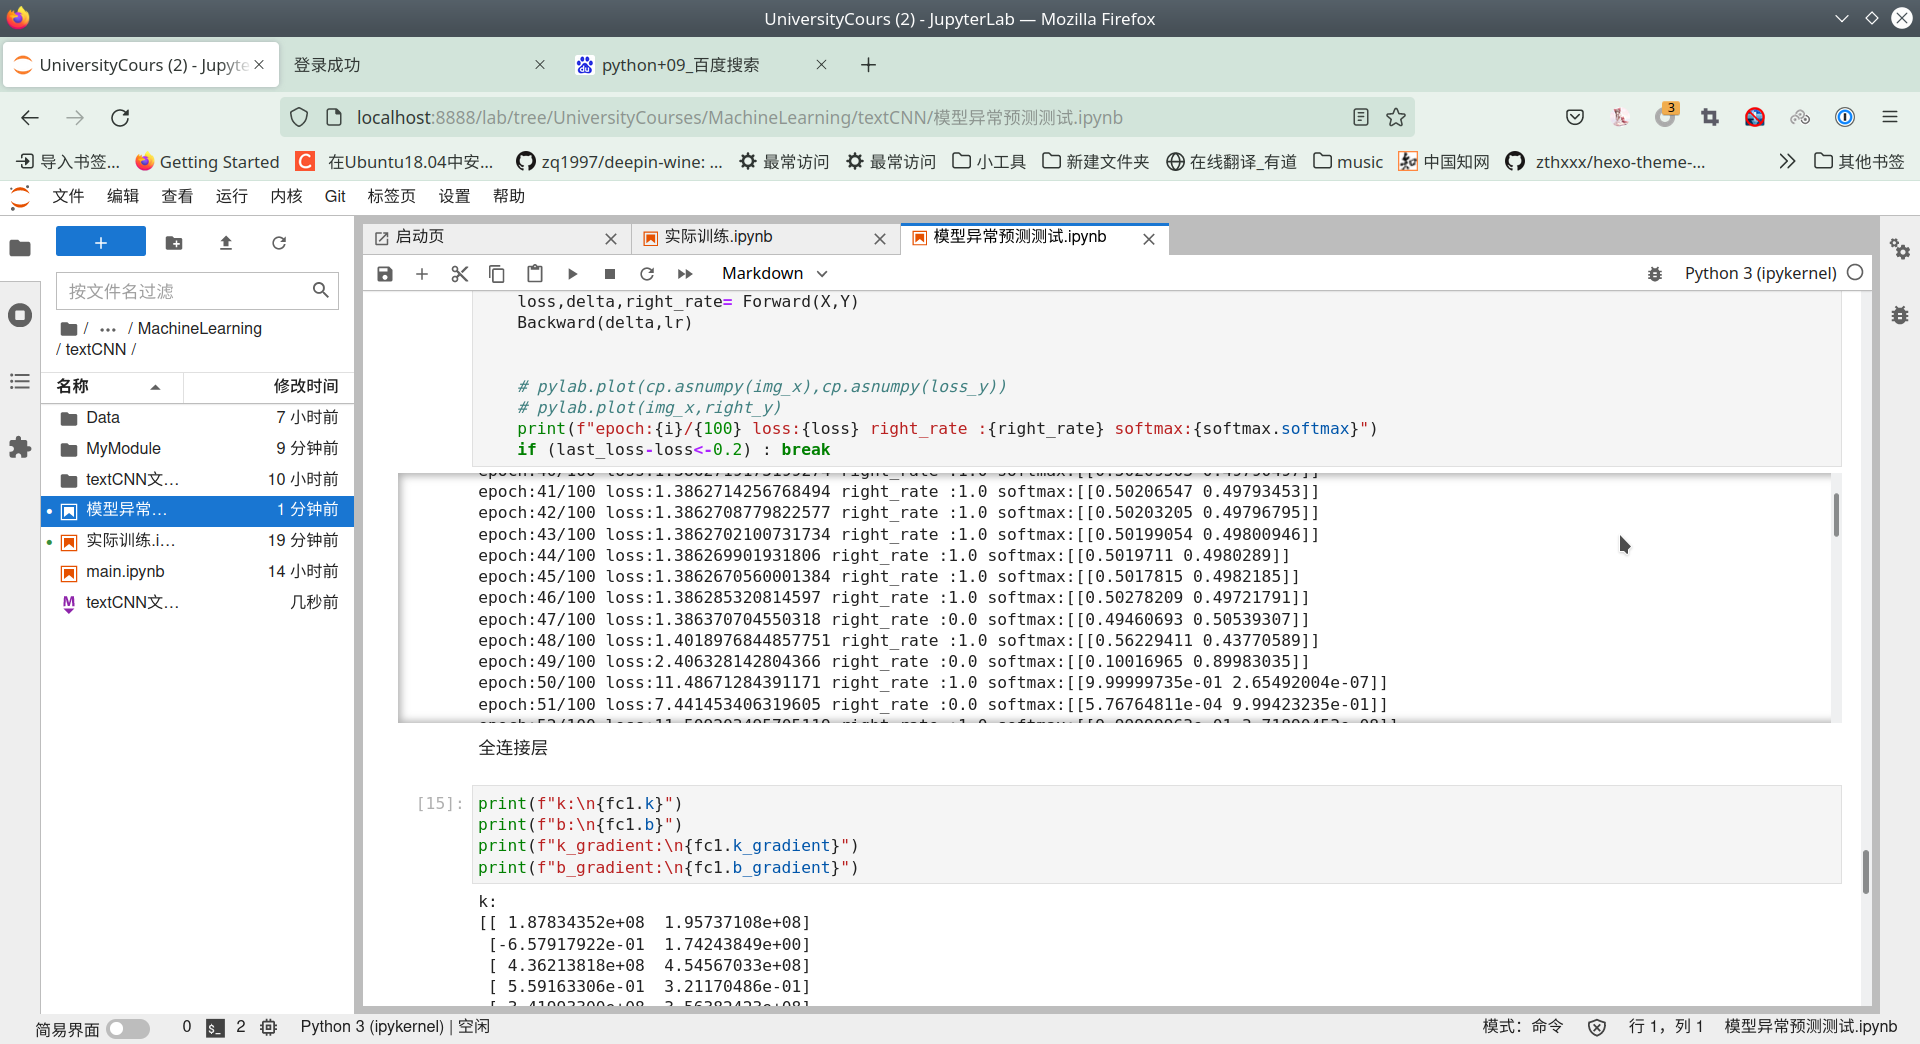 UniversityCours (2) - JupyterLab — Mozilla Firefox
UniversityCours (2) - Jupyte
登录成功
python+09_百度搜索
localhost:8888/lab/tree/UniversityCourses/MachineLearning/textCNN/模型异常预测测试.ipynb
3
导入书签...
Getting Started
在Ubuntu18.04中安...
zq1997/deepin-wine: ...
最常访问
最常访问
小工具
新建文件夹
在线翻译_有道
music
中国知网
zthxxx/hexo-theme-...
其他书签
文件 编辑 查看 运行 内核 Git 标签页 设置 帮助
启动页
实际训练.ipynb
模型异常预测测试.ipynb
Markdown
Python 3 (ipykernel)
按文件名过滤
/ ... / MachineLearning
/ textCNN /
名称 修改时间
Data 7 小时前
MyModule 9 分钟前
textCNN文... 10 小时前
模型异常... 1 分钟前
实际训练.i... 19 分钟前
main.ipynb 14 小时前
textCNN文... 几秒前
loss,delta,right_rate= Forward(X,Y)
Backward(delta,lr)
# pylab.plot(cp.asnumpy(img_x),cp.asnumpy(loss_y))
# pylab.plot(img_x,right_y)
print(f"epoch:{i}/{100} loss:{loss} right_rate :{right_rate} softmax:{softmax.softmax}")
if (last_loss-loss<-0.2) : break
epoch:41/100 loss:1.3862714256768494 right_rate :1.0 softmax:[[0.50206547 0.49793453]]
epoch:42/100 loss:1.3862708779822577 right_rate :1.0 softmax:[[0.50203205 0.49796795]]
epoch:43/100 loss:1.3862702100731734 right_rate :1.0 softmax:[[0.50199054 0.49800946]]
epoch:44/100 loss:1.386269901931806 right_rate :1.0 softmax:[[0.5019711 0.4980289]]
epoch:45/100 loss:1.3862670560001384 right_rate :1.0 softmax:[[0.5017815 0.4982185]]
epoch:46/100 loss:1.386285320814597 right_rate :1.0 softmax:[[0.50278209 0.49721791]]
epoch:47/100 loss:1.386370704550318 right_rate :0.0 softmax:[[0.49460693 0.50539307]]
epoch:48/100 loss:1.4018976844857751 right_rate :1.0 softmax:[[0.56229411 0.43770589]]
epoch:49/100 loss:2.406328142804366 right_rate :0.0 softmax:[[0.10016965 0.89983035]]
epoch:50/100 loss:11.48671284391171 right_rate :1.0 softmax:[[9.99999735e-01 2.65492004e-07]]
epoch:51/100 loss:7.441453406319605 right_rate :0.0 softmax:[[5.76764811e-04 9.99423235e-01]]
全连接层
[15]:
print(f"k:\n{fc1.k}")
print(f"b:\n{fc1.b}")
print(f"k_gradient:\n{fc1.k_gradient}")
print(f"b_gradient:\n{fc1.b_gradient}")
k:
[[ 1.87834352e+08 1.95737108e+08]
[-6.57917922e-01 1.74243849e+00]
[ 4.36213818e+08 4.54567033e+08]
[ 5.59163306e-01 3.21170486e-01]
简易界面 0 2 Python 3 (ipykernel) | 空闲
模式：命令 行 1，列 1 模型异常预测测试.ipynb